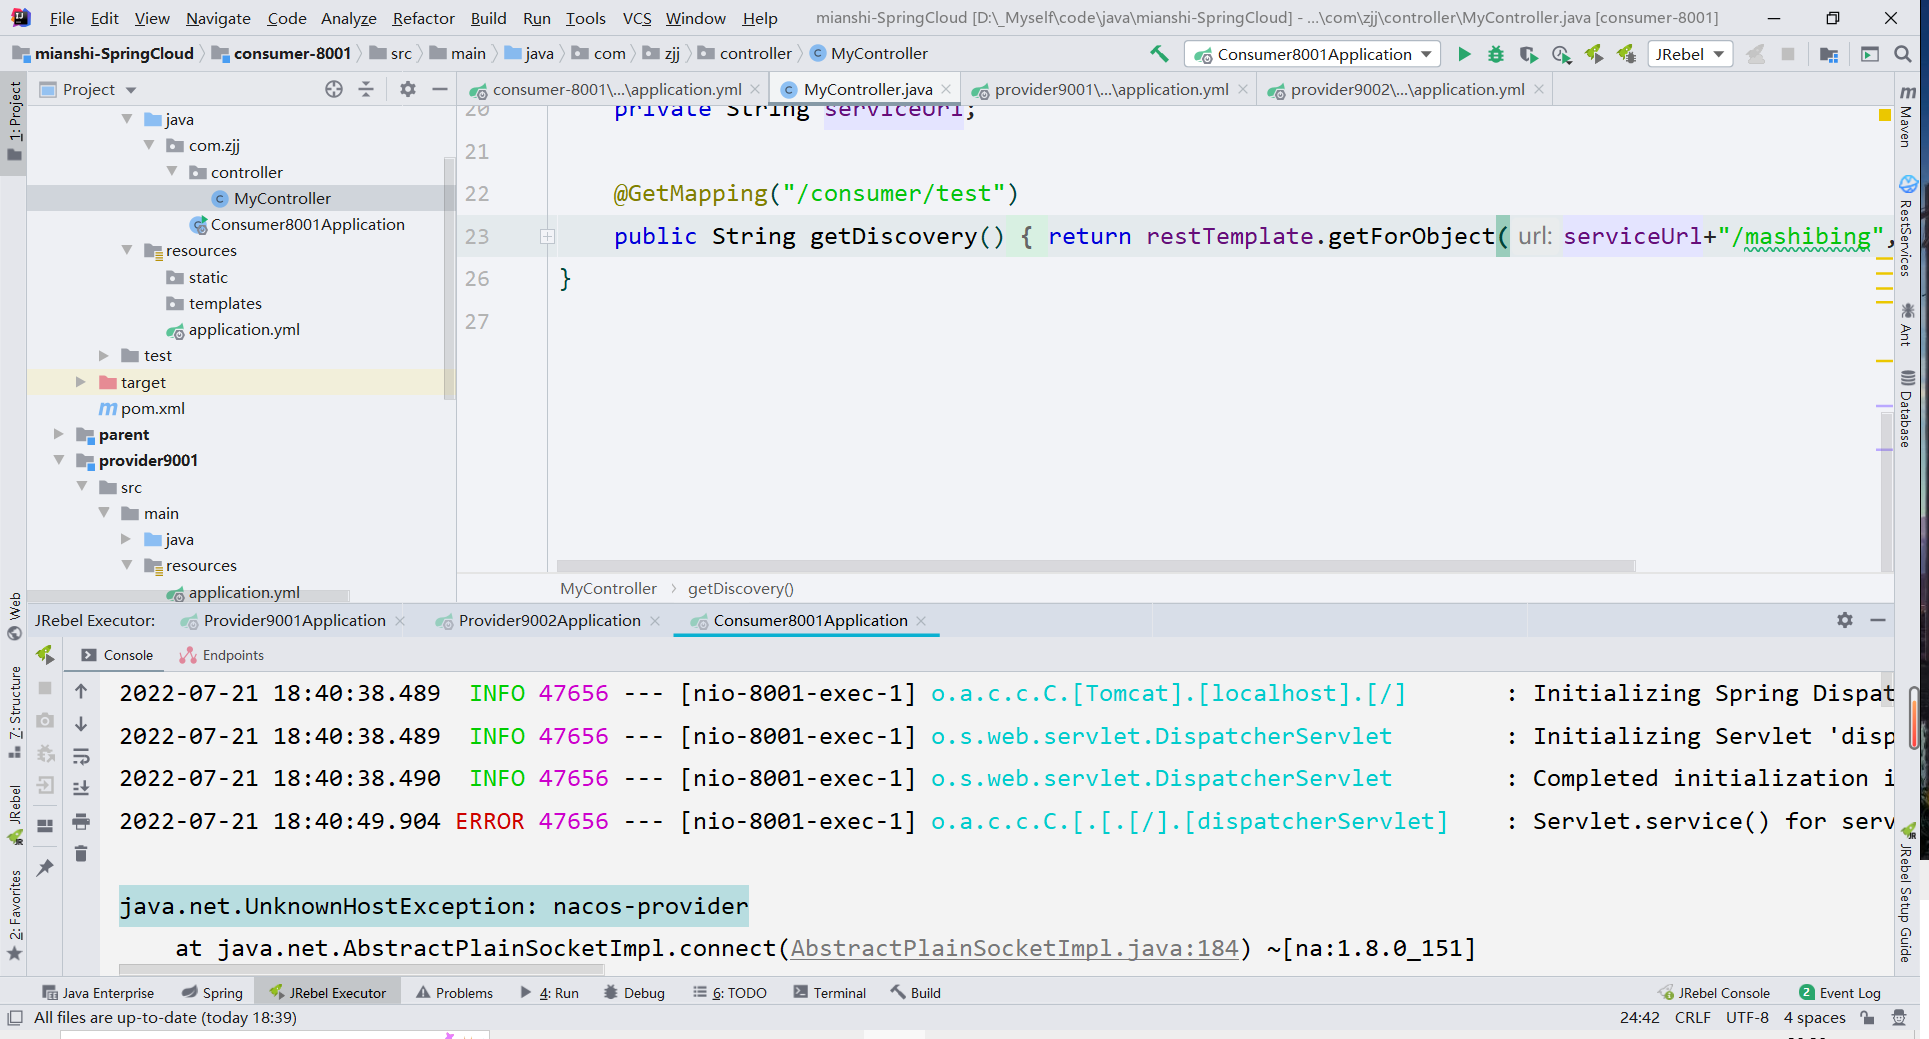 File Edit View Navigate Code Analyze Refactor Build Run Tools VCS Window Help mianshi-SpringCloud [D:\_Myself\code\java\mianshi-SpringCloud] - ...\com\zjj\controller\MyController.java [consumer-8001]
mianshi-SpringCloud consumer-8001 src main java com zjj controller MyController Consumer8001Application JRebel
1: Project
Project
consumer-8001\...\application.yml MyController.java provider9001\...\application.yml provider9002\...\application.yml
java
com.zjj
controller
MyController
Consumer8001Application
resources
static
templates
application.yml
test
target
pom.xml
parent
provider9001
src
main
java
resources
application.yml
20 private String serviceUrl;
21
22 @GetMapping("/consumer/test")
23 public String getDiscovery() { return restTemplate.getForObject( url: serviceUrl+"/mashibing",
26 }
27
MyController getDiscovery()
Maven
RestServices
Ant
Database
JRebel Setup Guide
Web
7: Structure
JRebel
2: Favorites
JRebel Executor: Provider9001Application Provider9002Application Consumer8001Application
Console Endpoints
2022-07-21 18:40:38.489 INFO 47656 --- [nio-8001-exec-1] o.a.c.c.C.[Tomcat].[localhost].[/] : Initializing Spring Dispat
2022-07-21 18:40:38.489 INFO 47656 --- [nio-8001-exec-1] o.s.web.servlet.DispatcherServlet : Initializing Servlet 'disp
2022-07-21 18:40:38.490 INFO 47656 --- [nio-8001-exec-1] o.s.web.servlet.DispatcherServlet : Completed initialization i
2022-07-21 18:40:49.904 ERROR 47656 --- [nio-8001-exec-1] o.a.c.c.C.[.[.[/].[dispatcherServlet] : Servlet.service() for serv
java.net.UnknownHostException: nacos-provider
at java.net.AbstractPlainSocketImpl.connect(AbstractPlainSocketImpl.java:184) ~[na:1.8.0_151]
Java Enterprise Spring JRebel Executor Problems 4: Run Debug 6: TODO Terminal Build JRebel Console 2 Event Log
All files are up-to-date (today 18:39) 24:42 CRLF UTF-8 4 spaces